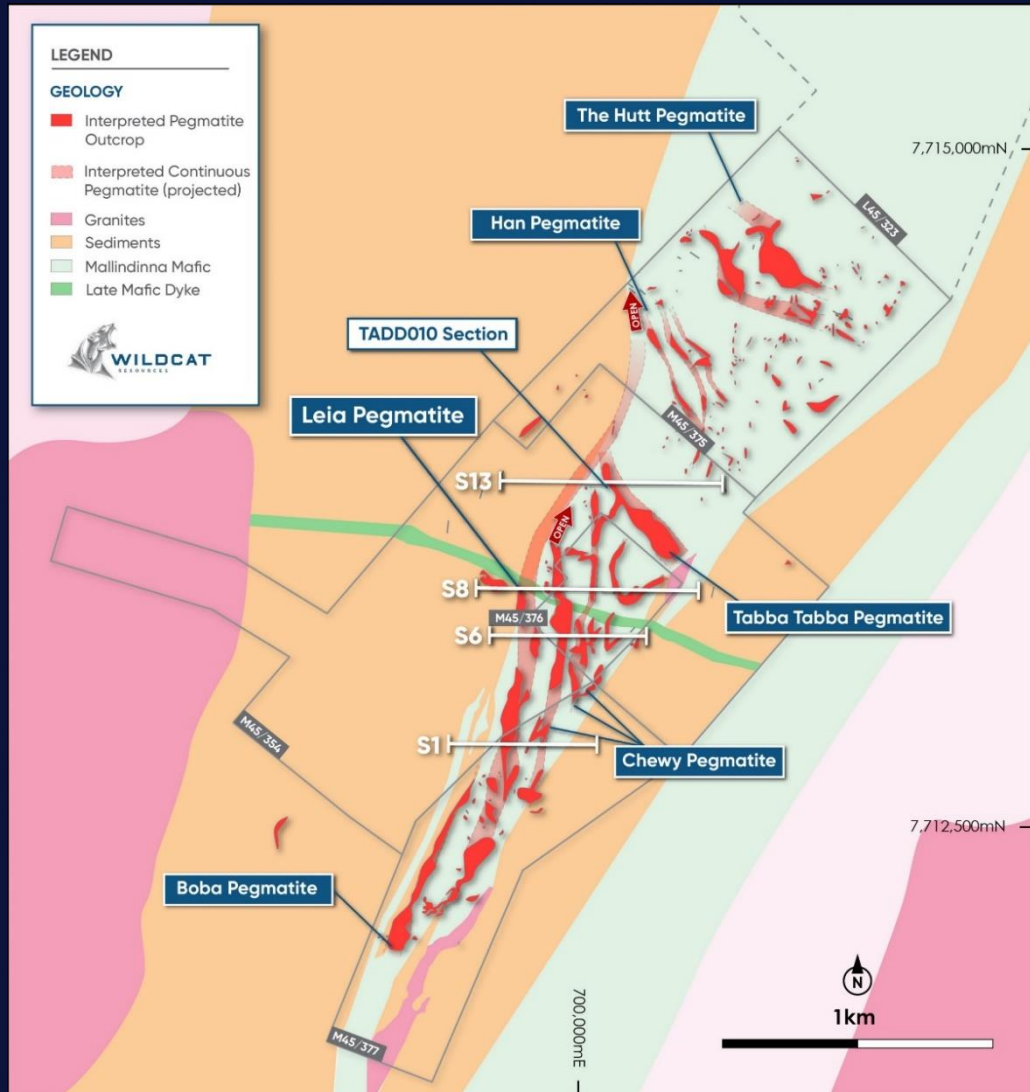 LEGEND
GEOLOGY
Interpreted Pegmatite
Outcrop
Interpreted Continuous
Pegmatite (projected)
Granites
Sediments
Mallindinna Mafic
Late Mafic Dyke
WILDCAT
RESOURCES
The Hutt Pegmatite
7,715,000mN
L45/323
Han Pegmatite
OPEN
TADD010 Section
Leia Pegmatite
M45/375
S13
OPEN
S8
M45/376
Tabba Tabba Pegmatite
S6
M45/354
S1
Chewy Pegmatite
7,712,500mN
Boba Pegmatite
N
700,000mE
1km
M45/377